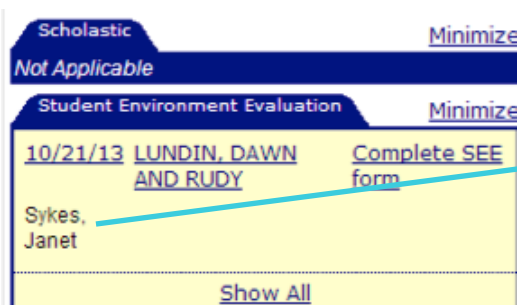 Scholastic
Minimize
Not Applicable
Student Environment Evaluation
Minimize
10/21/13 LUNDIN, DAWN Complete SEE
AND RUDY form
Sykes,
Janet
Show All